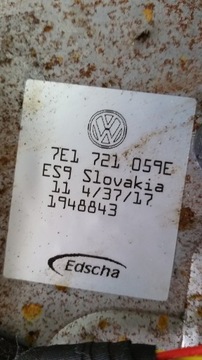 7E1 721 059E
ES9 Slovakia
11 4/37/17
1948843
Edscha